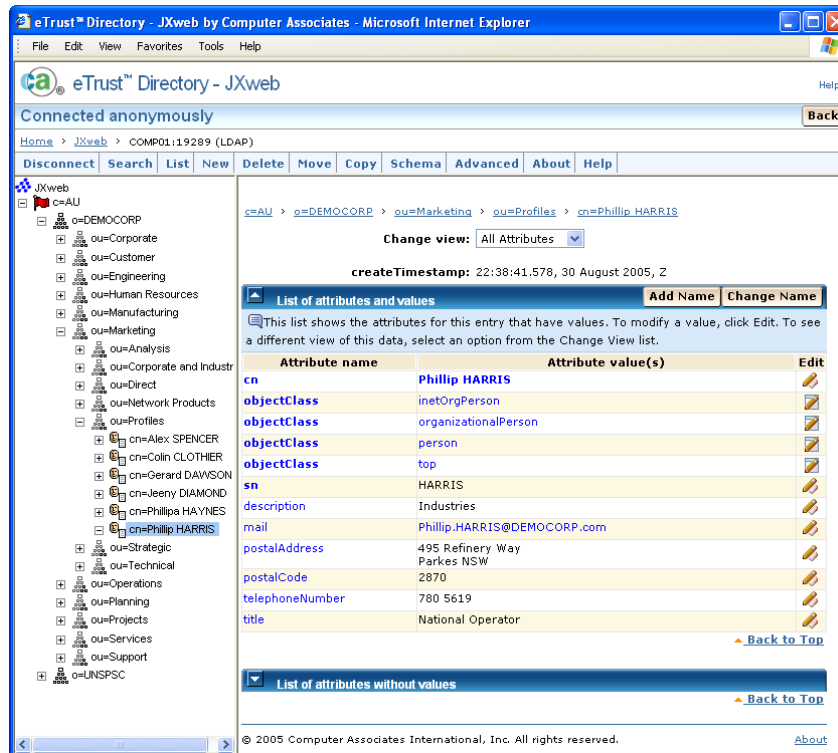 eTrust™ Directory - JXweb by Computer Associates - Microsoft Internet Explorer
File Edit View Favorites Tools Help
ca® eTrust™ Directory - JXweb
Help
Connected anonymously
Back
Home > JXweb > COMP01:19289 (LDAP)
Disconnect Search List New Delete Move Copy Schema Advanced About Help
JXweb
c=AU
o=DEMOCORP
ou=Corporate
ou=Customer
ou=Engineering
ou=Human Resources
ou=Manufacturing
ou=Marketing
ou=Analysis
ou=Corporate and Industr
ou=Direct
ou=Network Products
ou=Profiles
cn=Alex SPENCER
cn=Colin CLOTHIER
cn=Gerard DAWSON
cn=Jeeny DIAMOND
cn=Phillipa HAYNES
cn=Phillip HARRIS
ou=Strategic
ou=Technical
ou=Operations
ou=Planning
ou=Projects
ou=Services
ou=Support
o=UNSPSC
c=AU > o=DEMOCORP > ou=Marketing > ou=Profiles > cn=Phillip HARRIS
Change view: All Attributes
createTimestamp: 22:38:41.578, 30 August 2005, Z
List of attributes and values Add Name Change Name
This list shows the attributes for this entry that have values. To modify a value, click Edit. To see
a different view of this data, select an option from the Change View list.
Attribute name Attribute value(s) Edit
cn Phillip HARRIS
objectClass inetOrgPerson
objectClass organizationalPerson
objectClass person
objectClass top
sn HARRIS
description Industries
mail Phillip.HARRIS@DEMOCORP.com
postalAddress 495 Refinery Way
Parkes NSW
postalCode 2870
telephoneNumber 780 5619
title National Operator
Back to Top
List of attributes without values
Back to Top
© 2005 Computer Associates International, Inc. All rights reserved. About